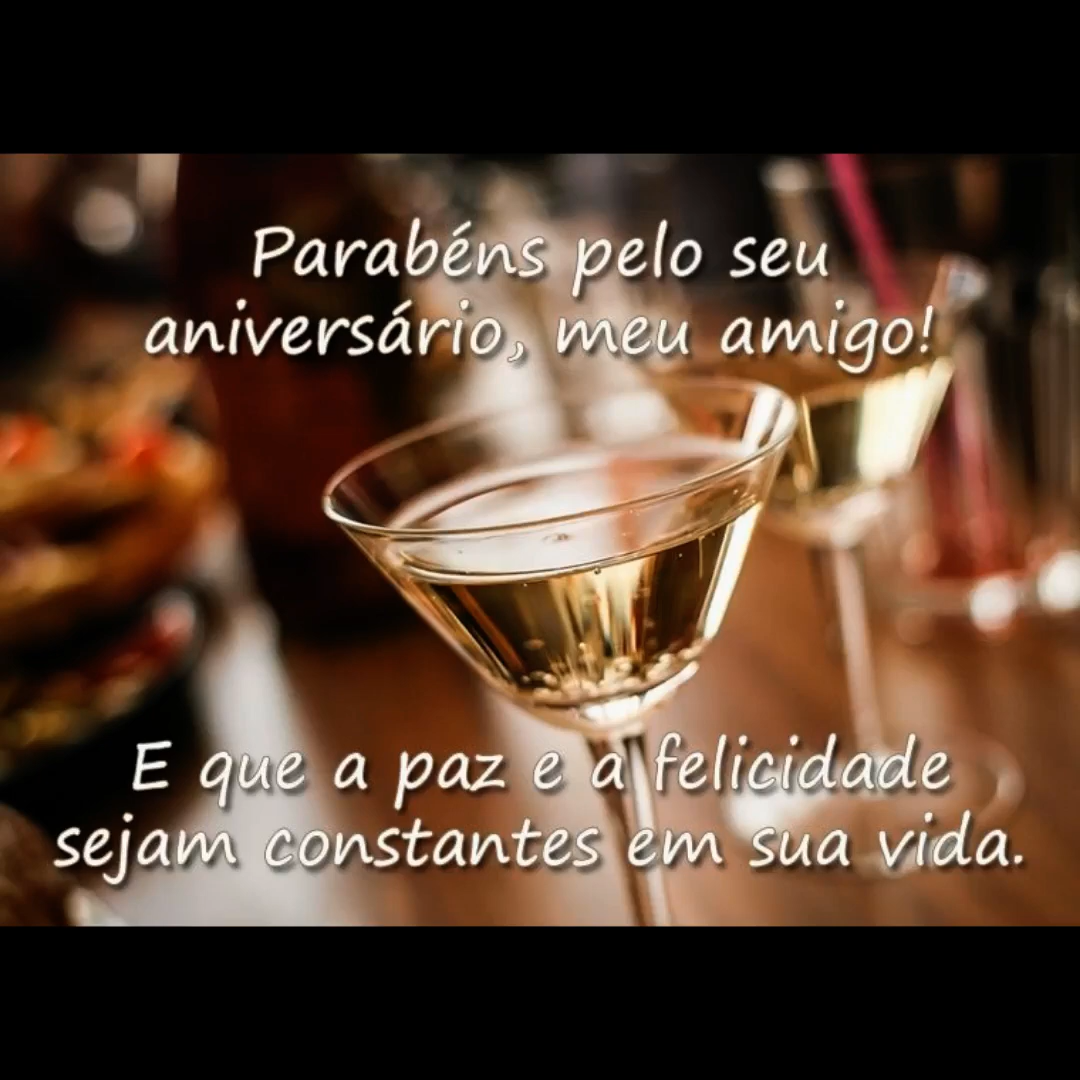 Parabéns pelo seu
aniversário, meu amigo!
E que a paz e a felicidade
sejam constantes em sua vida.